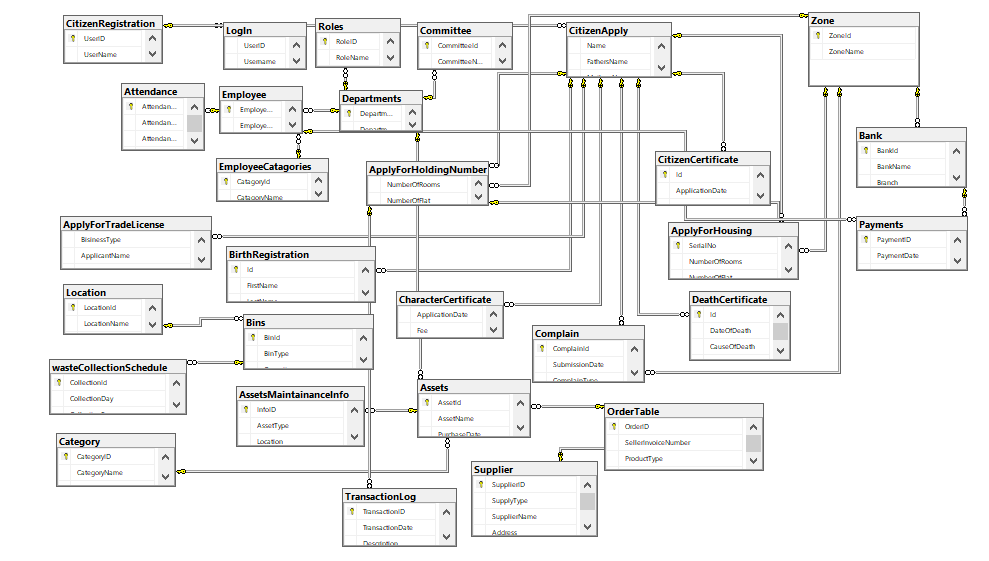 CitizenRegistration
UserID
UserName
LogIn
UserID
Username
Roles
RoleID
RoleName
Committee
CommitteeId
CommitteeN...
CitizenApply
Name
FathersName
Zone
ZoneId
ZoneName
Attendance
Attendan...
Attendan...
Attendan...
Employee
Employe...
Employe...
Departments
Departm...
Departm...
Bank
BankId
BankName
Branch
EmployeeCatagories
CatagoryId
CatagoryName
ApplyForHoldingNumber
NumberOfRooms
NumberOfFlat
CitizenCertificate
Id
ApplicationDate
ApplyForTradeLicense
BisinessType
ApplicantName
ApplyForHousing
SerialNo
NumberOfRooms
NumberOfFlat
Payments
PaymentID
PaymentDate
BirthRegistration
Id
FirstName
LastName
Location
LocationId
LocationName
CharacterCertificate
ApplicationDate
Fee
DeathCertificate
Id
DateOfDeath
CauseOfDeath
Bins
BinId
BinType
Complain
ComplainId
SubmissionDate
ComplainType
wasteCollectionSchedule
CollectionId
CollectionDay
AssetsMaintainanceInfo
InfoID
AssetType
Location
Assets
AssetId
AssetName
PurchaseDate
OrderTable
OrderID
SellerInvoiceNumber
ProductType
Category
CategoryID
CategoryName
Supplier
SupplierID
SupplyType
SupplierName
Address
TransactionLog
TransactionID
TransactionDate
Description